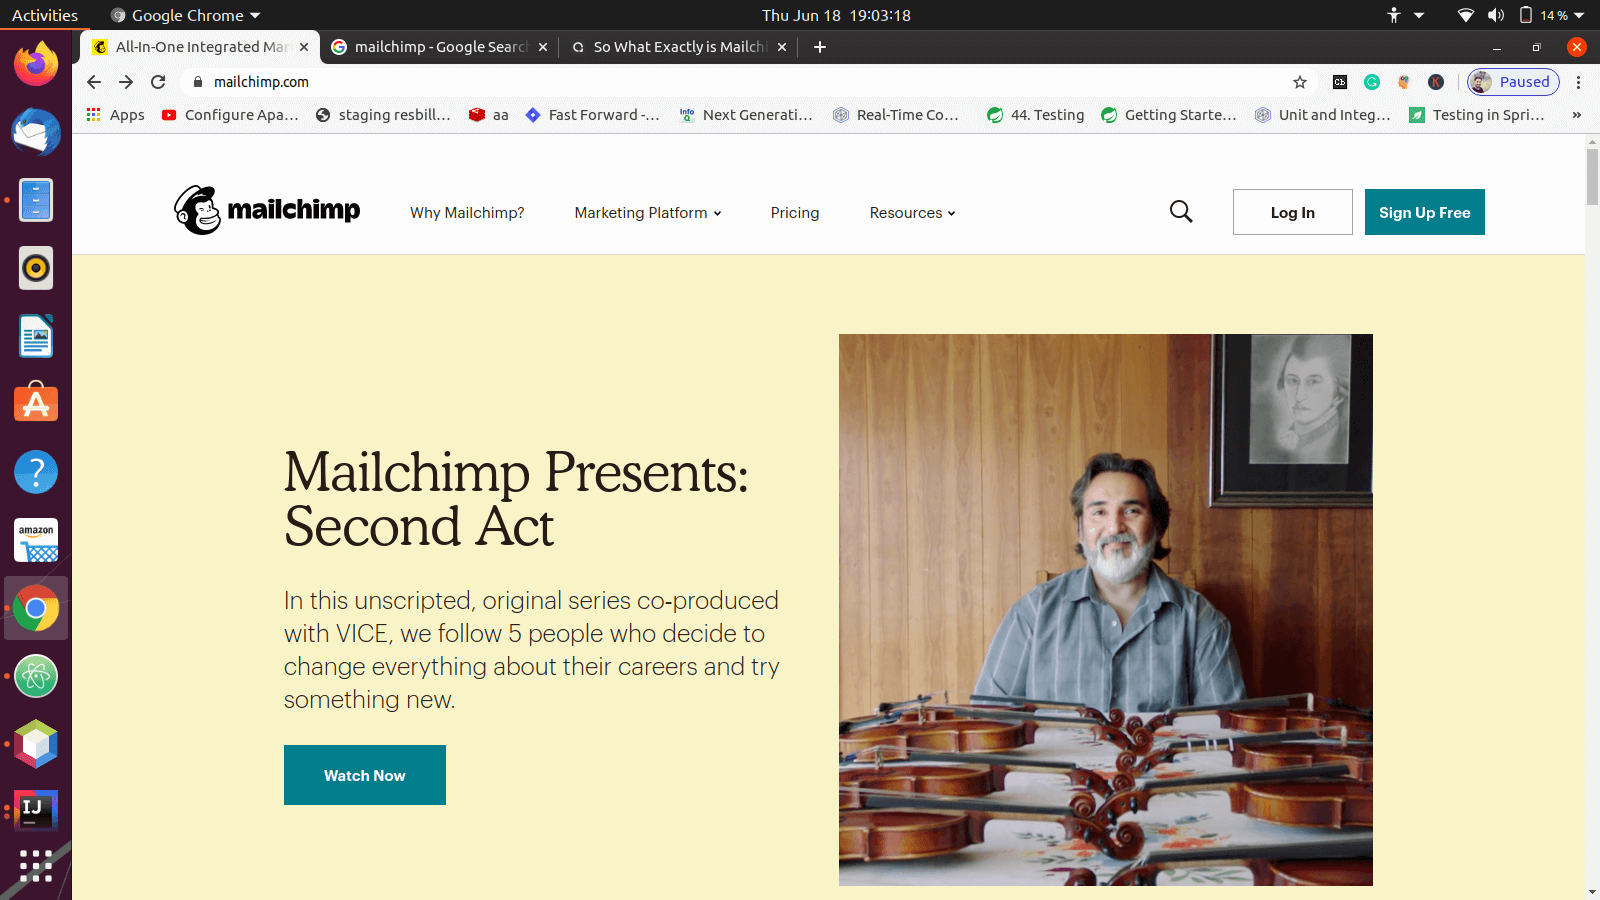 Activities
Google Chrome
Thu Jun 18 19:03:18
14 %
All-In-One Integrated Mar
mailchimp - Google Searc
So What Exactly is Mailchi
mailchimp.com
Paused
Apps
Configure Apa...
staging resbill...
aa
Fast Forward -...
Next Generati...
Real-Time Co...
44. Testing
Getting Starte...
Unit and Integ...
Testing in Spri...
»
mailchimp
Why Mailchimp?
Marketing Platform
Pricing
Resources
Log In
Sign Up Free
Mailchimp Presents:
Second Act
In this unscripted, original series co-produced
with VICE, we follow 5 people who decide to
change everything about their careers and try
something new.
Watch Now
amazon
IJ